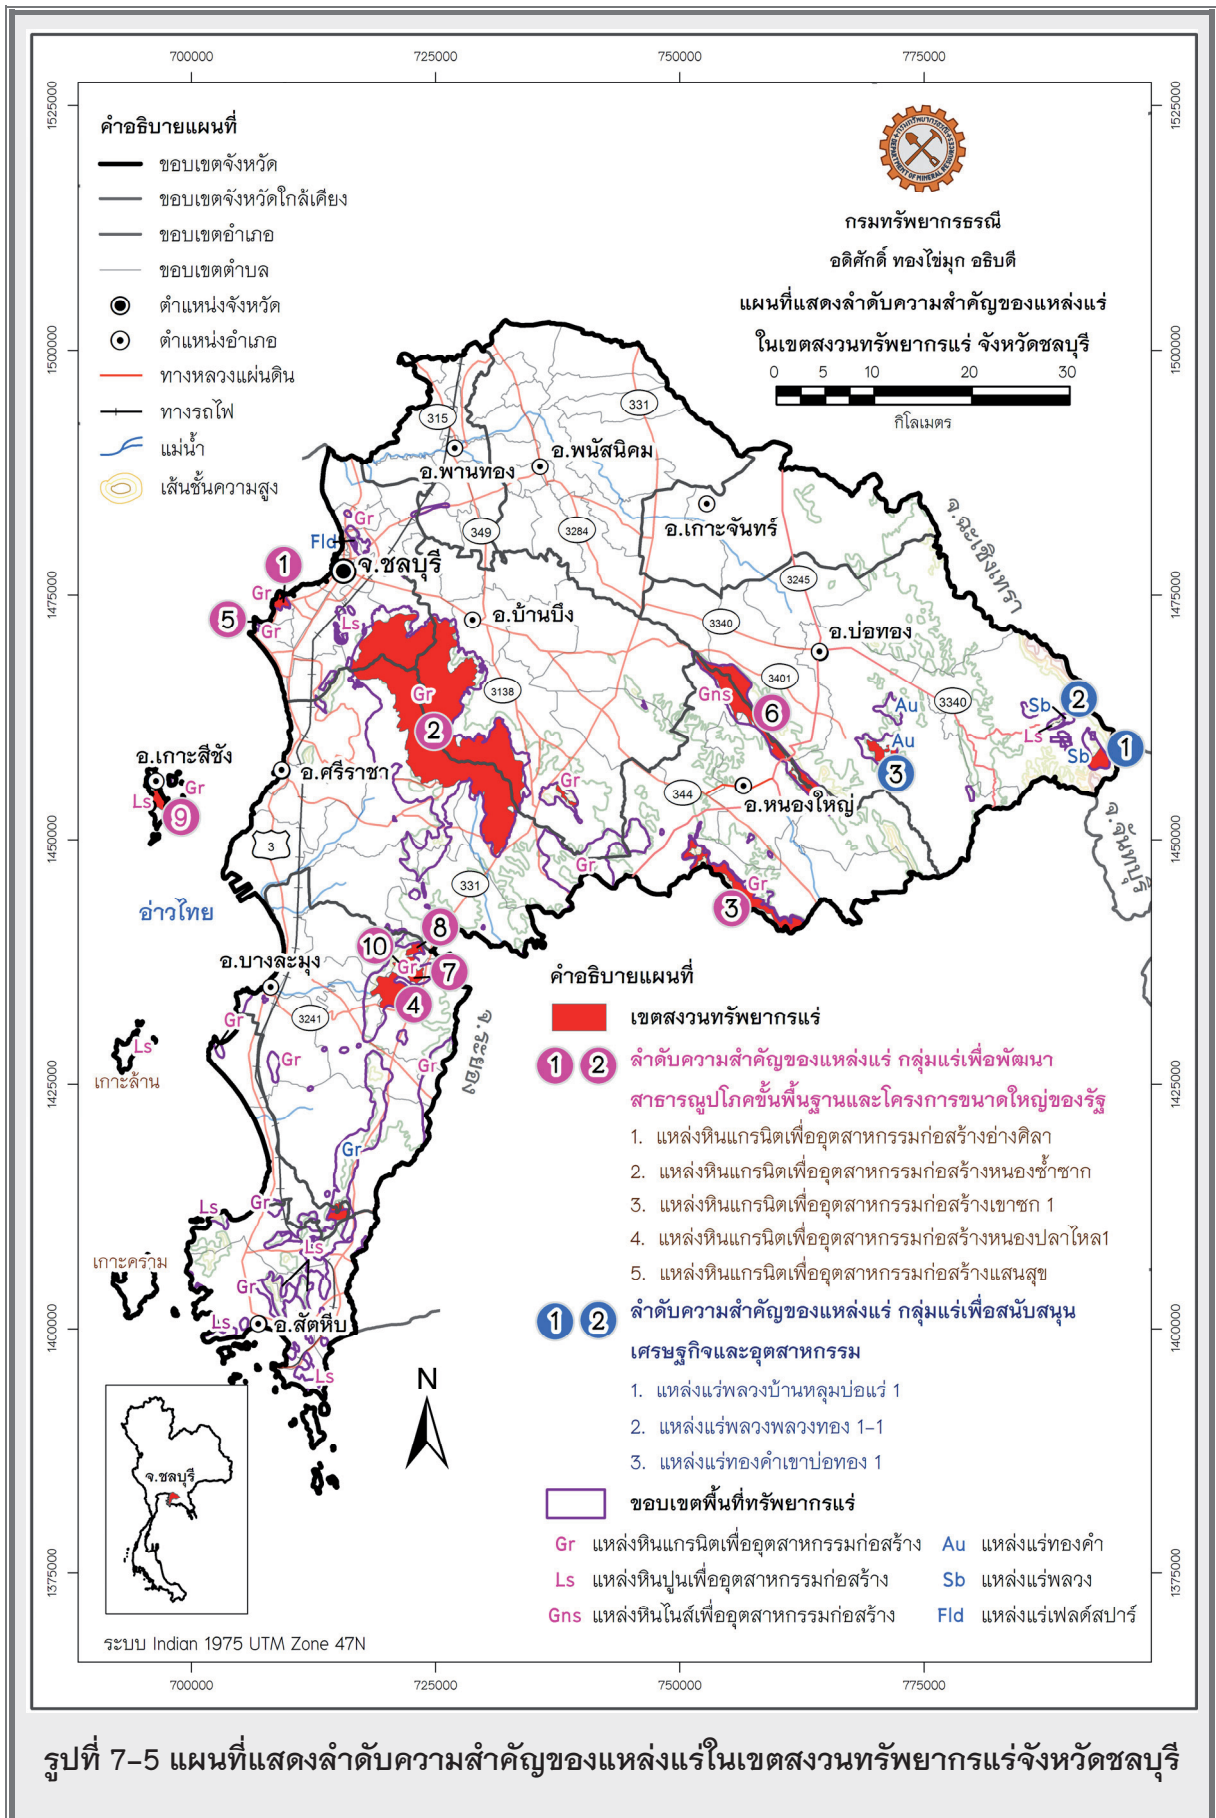 700000
725000
750000
775000
1525000
1525000
คำอธิบายแผนที่
ขอบเขตจังหวัด
ขอบเขตจังหวัดใกล้เคียง
ขอบเขตอำเภอ
ขอบเขตตำบล
ตำแหน่งจังหวัด
ตำแหน่งอำเภอ
ทางหลวงแผ่นดิน
ทางรถไฟ
แม่น้ำ
เส้นชั้นความสูง
กรมทรัพยากรธรณี
DEPARTMENT OF MINERAL RESOURCES
กรมทรัพยากรธรณี
อดิศักดิ์ ทองไข่มุก อธิบดี
แผนที่แสดงลำดับความสำคัญของแหล่งแร่
ในเขตสงวนทรัพยากรแร่ จังหวัดชลบุรี
0 5 10 20 30
กิโลเมตร
1500000
1500000
315
331
อ.พานทอง
อ.พนัสนิคม
อ.เกาะจันทร์
จ.ฉะเชิงเทรา
Gr
Fld
349
3284
จ.ชลบุรี
1
Gr
5
Gr
Ls
1475000
1475000
3245
อ.บ้านบึง
3340
อ.บ่อทอง
3401
Gns
6
Gr
2
3138
3340
Au
Au
3
Sb
2
Ls
Sb
1
อ.เกาะสีชัง
Gr
Ls
9
อ.ศรีราชา
Gr
344
อ.หนองใหญ่
จ.จันทบุรี
1450000
1450000
3
331
Gr
Gr
3
อ่าวไทย
10
8
Gr
7
4
อ.บางละมุง
3241
Gr
Gr
Gr
จ.ระยอง
Ls
เกาะล้าน
1425000
1425000
Gr
Ls
Gr
Ls
เกาะคราม
Gr
Ls
อ.สัตหีบ
Ls
1400000
1400000
N
คำอธิบายแผนที่
เขตสงวนทรัพยากรแร่
1 2 ลำดับความสำคัญของแหล่งแร่ กลุ่มแร่เพื่อพัฒนา
สาธารณูปโภคขั้นพื้นฐานและโครงการขนาดใหญ่ของรัฐ
1. แหล่งหินแกรนิตเพื่ออุตสาหกรรมก่อสร้างอ่างศิลา
2. แหล่งหินแกรนิตเพื่ออุตสาหกรรมก่อสร้างหนองซ้ำซาก
3. แหล่งหินแกรนิตเพื่ออุตสาหกรรมก่อสร้างเขาซก 1
4. แหล่งหินแกรนิตเพื่ออุตสาหกรรมก่อสร้างหนองปลาไหล1
5. แหล่งหินแกรนิตเพื่ออุตสาหกรรมก่อสร้างแสนสุข
1 2 ลำดับความสำคัญของแหล่งแร่ กลุ่มแร่เพื่อสนับสนุน
เศรษฐกิจและอุตสาหกรรม
1. แหล่งแร่พลวงบ้านหลุมบ่อแร่ 1
2. แหล่งแร่พลวงพลวงทอง 1-1
3. แหล่งแร่ทองคำเขาบ่อทอง 1
ขอบเขตพื้นที่ทรัพยากรแร่
Gr แหล่งหินแกรนิตเพื่ออุตสาหกรรมก่อสร้าง
Au แหล่งแร่ทองคำ
Ls แหล่งหินปูนเพื่ออุตสาหกรรมก่อสร้าง
Sb แหล่งแร่พลวง
Gns แหล่งหินไนส์เพื่ออุตสาหกรรมก่อสร้าง
Fld แหล่งแร่เฟลด์สปาร์
จ.ชลบุรี
1375000
1375000
ระบบ Indian 1975 UTM Zone 47N
700000
725000
750000
775000
รูปที่ 7-5 แผนที่แสดงลำดับความสำคัญของแหล่งแร่ในเขตสงวนทรัพยากรแร่จังหวัดชลบุรี